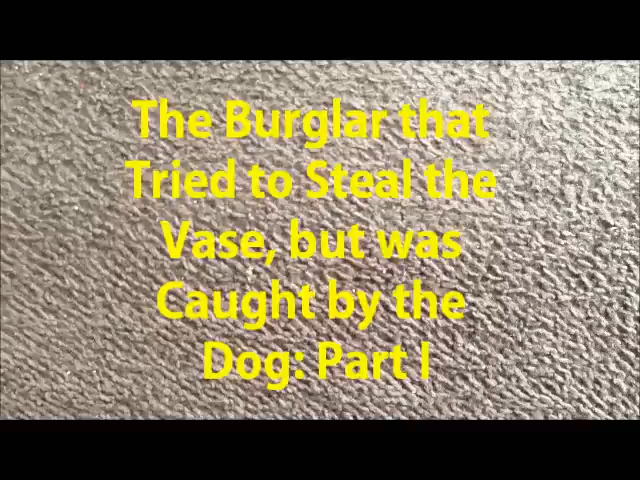 The Burglar that
Tried to Steal the
Vase, but was
Caught by the
Dog: Part I